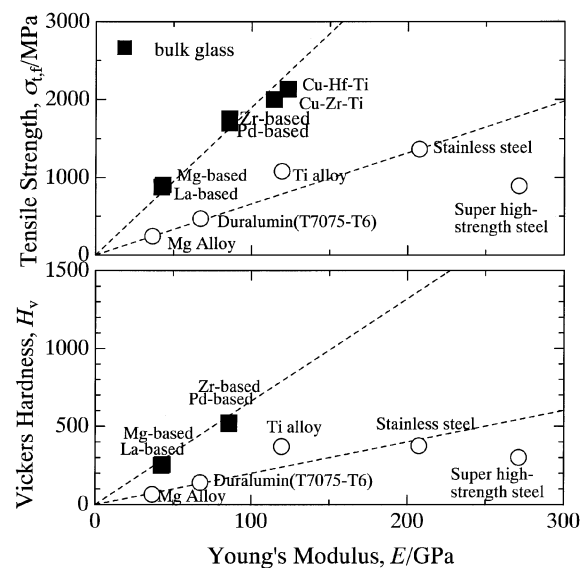 Tensile Strength, σt,f/MPa
3000
2000
1000
0
bulk glass
Cu-Hf-Ti
Cu-Zr-Ti
Zr-based
Pd-based
Mg-based
La-based
Ti alloy
Stainless steel
Duralumin(T7075-T6)
Mg Alloy
Super high-
strength steel
Vickers Hardness, Hv
1500
1000
500
0
Zr-based
Pd-based
Mg-based
La-based
Ti alloy
Stainless steel
Duralumin(T7075-T6)
Mg Alloy
Super high-
strength steel
0 100 200 300
Young's Modulus, E/GPa